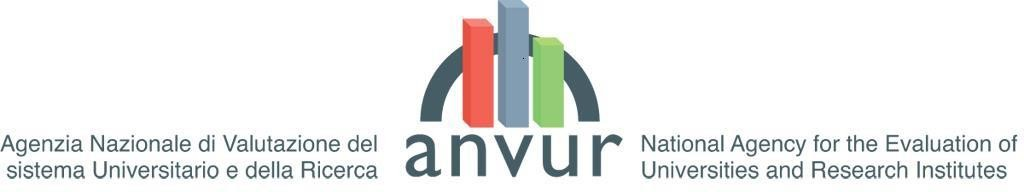 Agenzia Nazionale di Valutazione del
sistema Universitario e della Ricerca
anvur
National Agency for the Evaluation of
Universities and Research Institutes